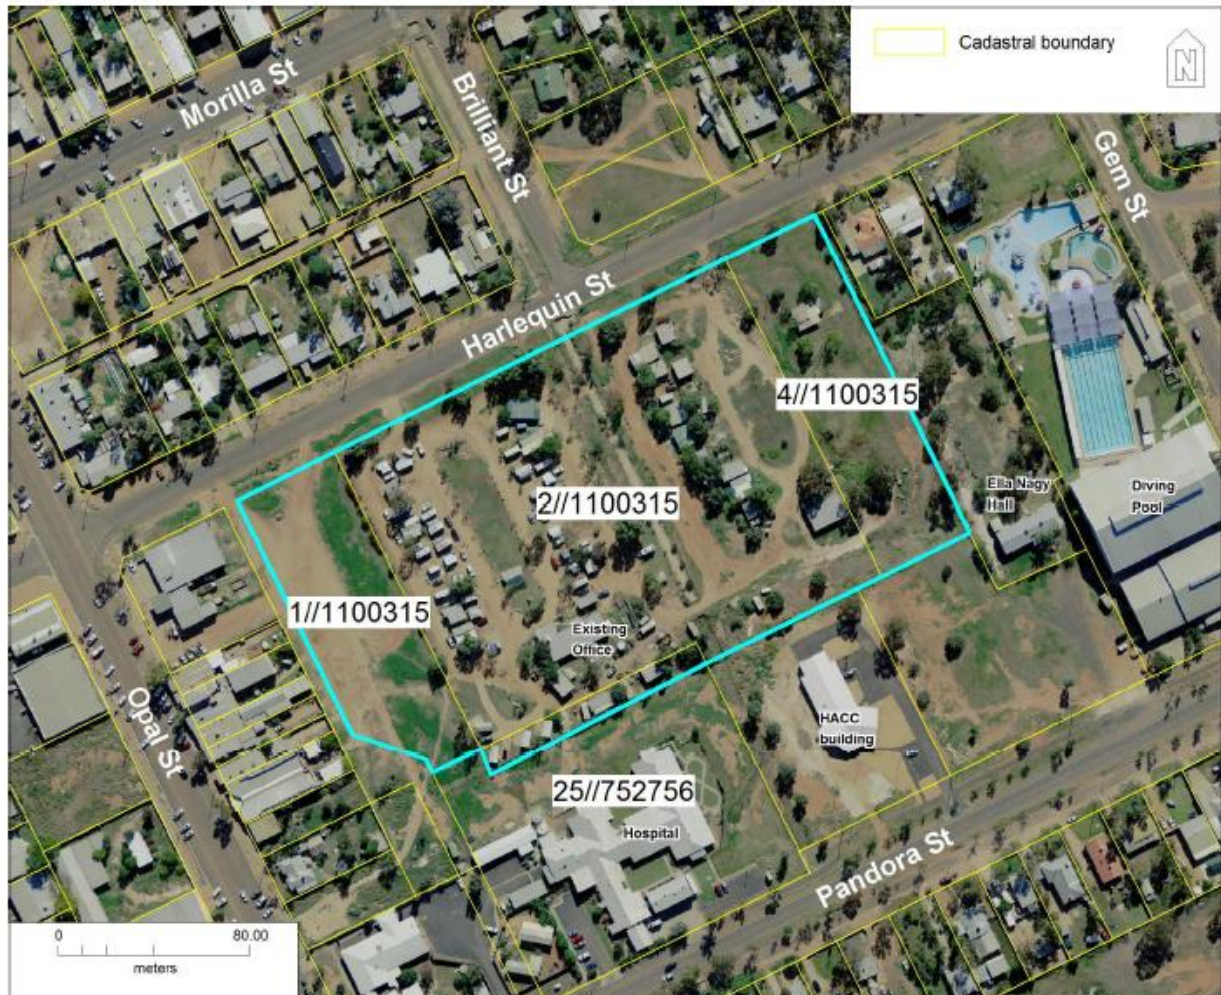 Cadastral boundary
N
Morilla St
Brilliant St
Gem St
Harlequin St
4//1100315
2//1100315
Ella Nagy
Hall
Diving
Pool
1//1100315
Existing
Office
Opal St
HACC
building
25//752756
Hospital
Pandora St
0
80.00
meters